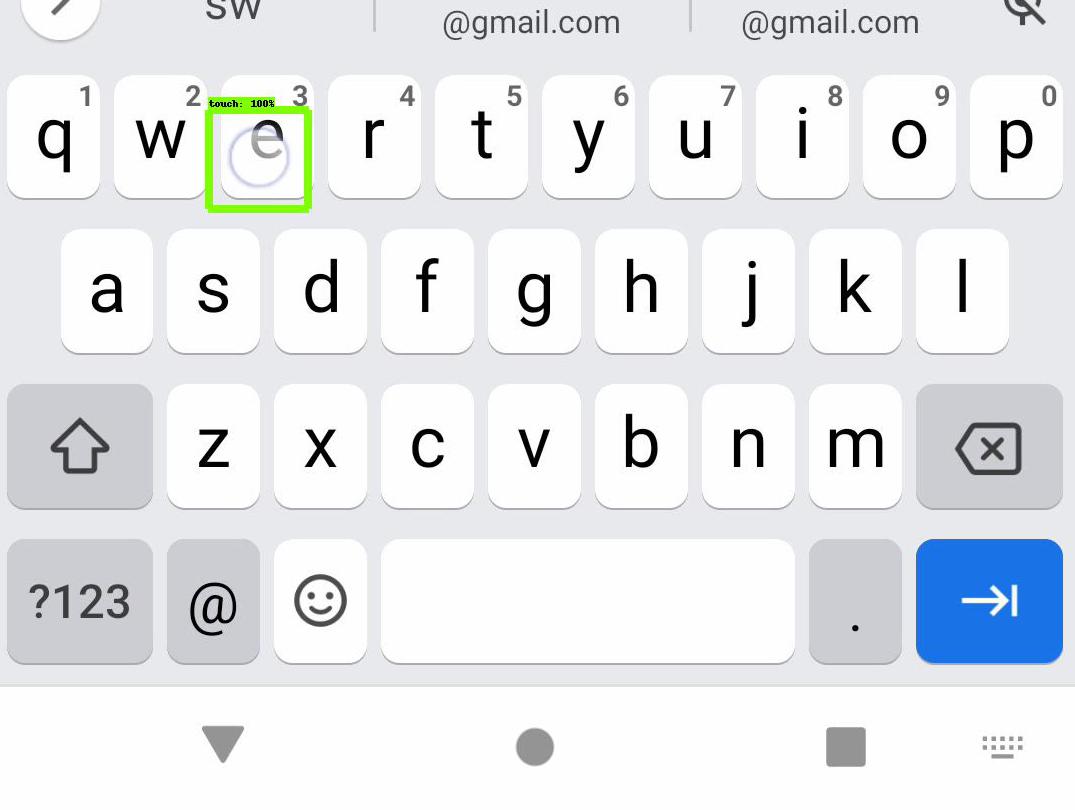 sw
@gmail.com @gmail.com
touch: 100%
1 2 3 4 5 6 7 8 9 0
q w e r t y u i o p
a s d f g h j k l
z x c v b n m
?123 @ .